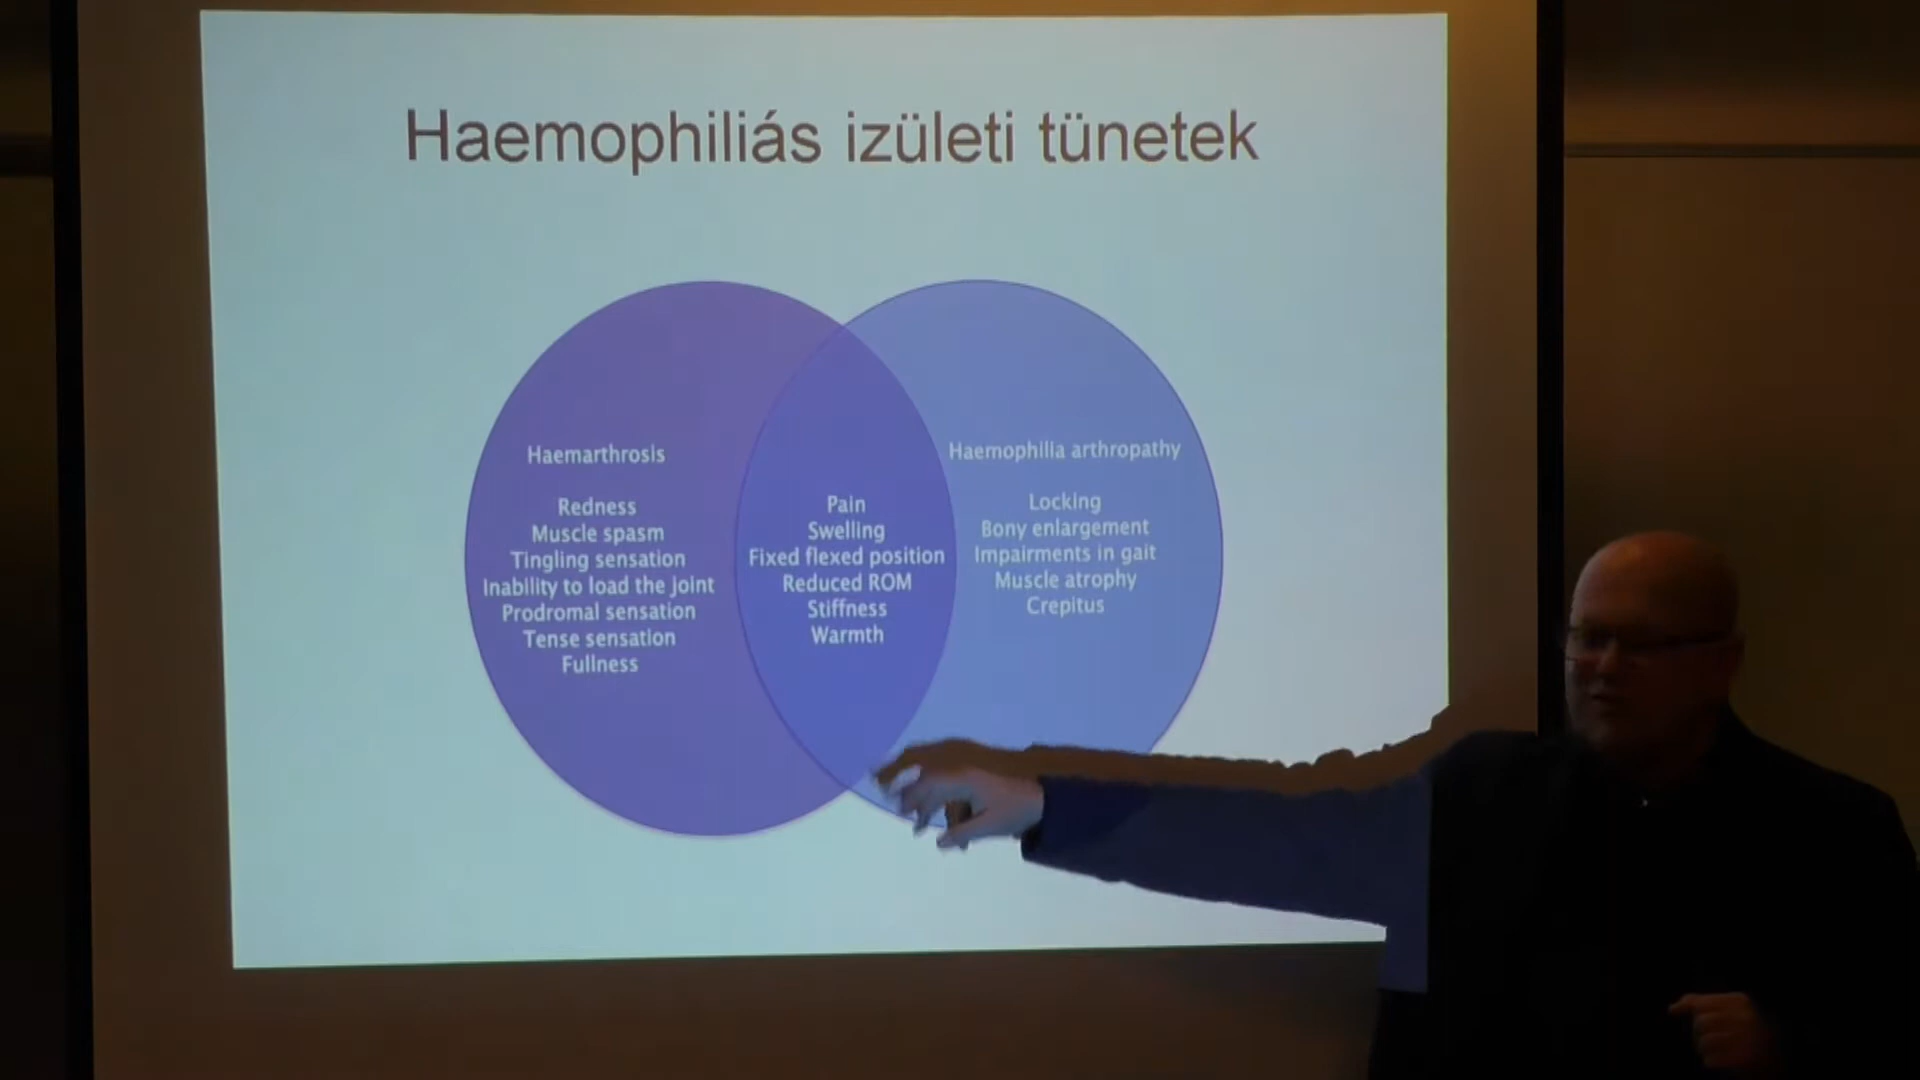 Haemophiliás izületi tünetek
Haemarthrosis
Redness
Muscle spasm
Tingling sensation
Inability to load the joint
Prodromal sensation
Tense sensation
Fullness
Pain
Swelling
Fixed flexed position
Reduced ROM
Stiffness
Warmth
Haemophilia arthropathy
Locking
Bony enlargement
Impairments in gait
Muscle atrophy
Crepitus